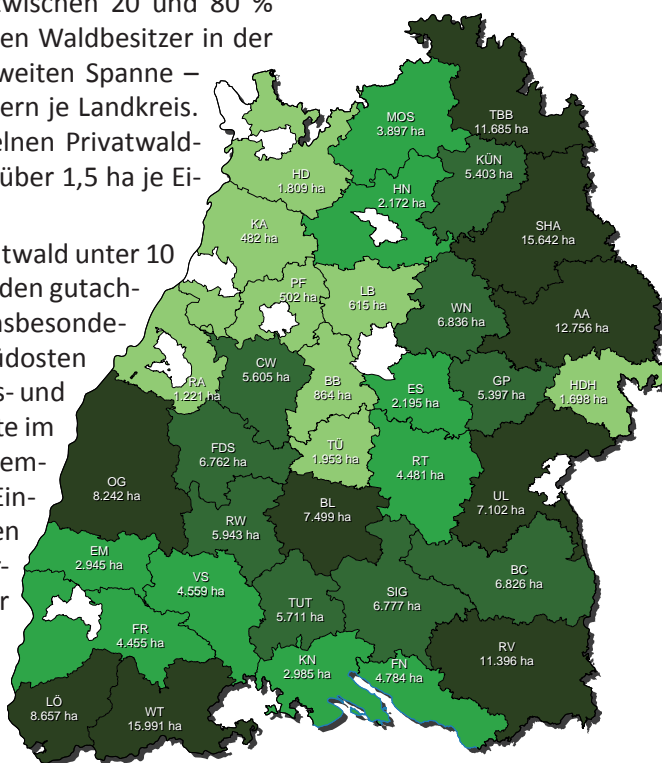 zwischen 20 und 80 %
en Waldbesitzer in der
weiten Spanne –
ern je Landkreis.
elnen Privatwald-
über 1,5 ha je Ei-
twald unter 10
den gutach-
nsbesonde-
üdosten
s- und
te im
em-
Ein-
en
r-
r
MOS
3.897 ha
TBB
11.685 ha
KÜN
5.403 ha
HD
1.809 ha
HN
2.172 ha
SHA
15.642 ha
KA
482 ha
PF
502 ha
LB
615 ha
WN
6.836 ha
AA
12.756 ha
RA
1.221 ha
CW
5.605 ha
BB
864 ha
ES
2.195 ha
GP
5.397 ha
HDH
1.698 ha
FDS
6.762 ha
TÜ
1.953 ha
RT
4.481 ha
OG
8.242 ha
BL
7.499 ha
UL
7.102 ha
RW
5.943 ha
EM
2.945 ha
VS
4.559 ha
TUT
5.711 ha
SIG
6.777 ha
BC
6.826 ha
FR
4.455 ha
KN
2.985 ha
FN
4.784 ha
RV
11.396 ha
LÖ
8.657 ha
WT
15.991 ha